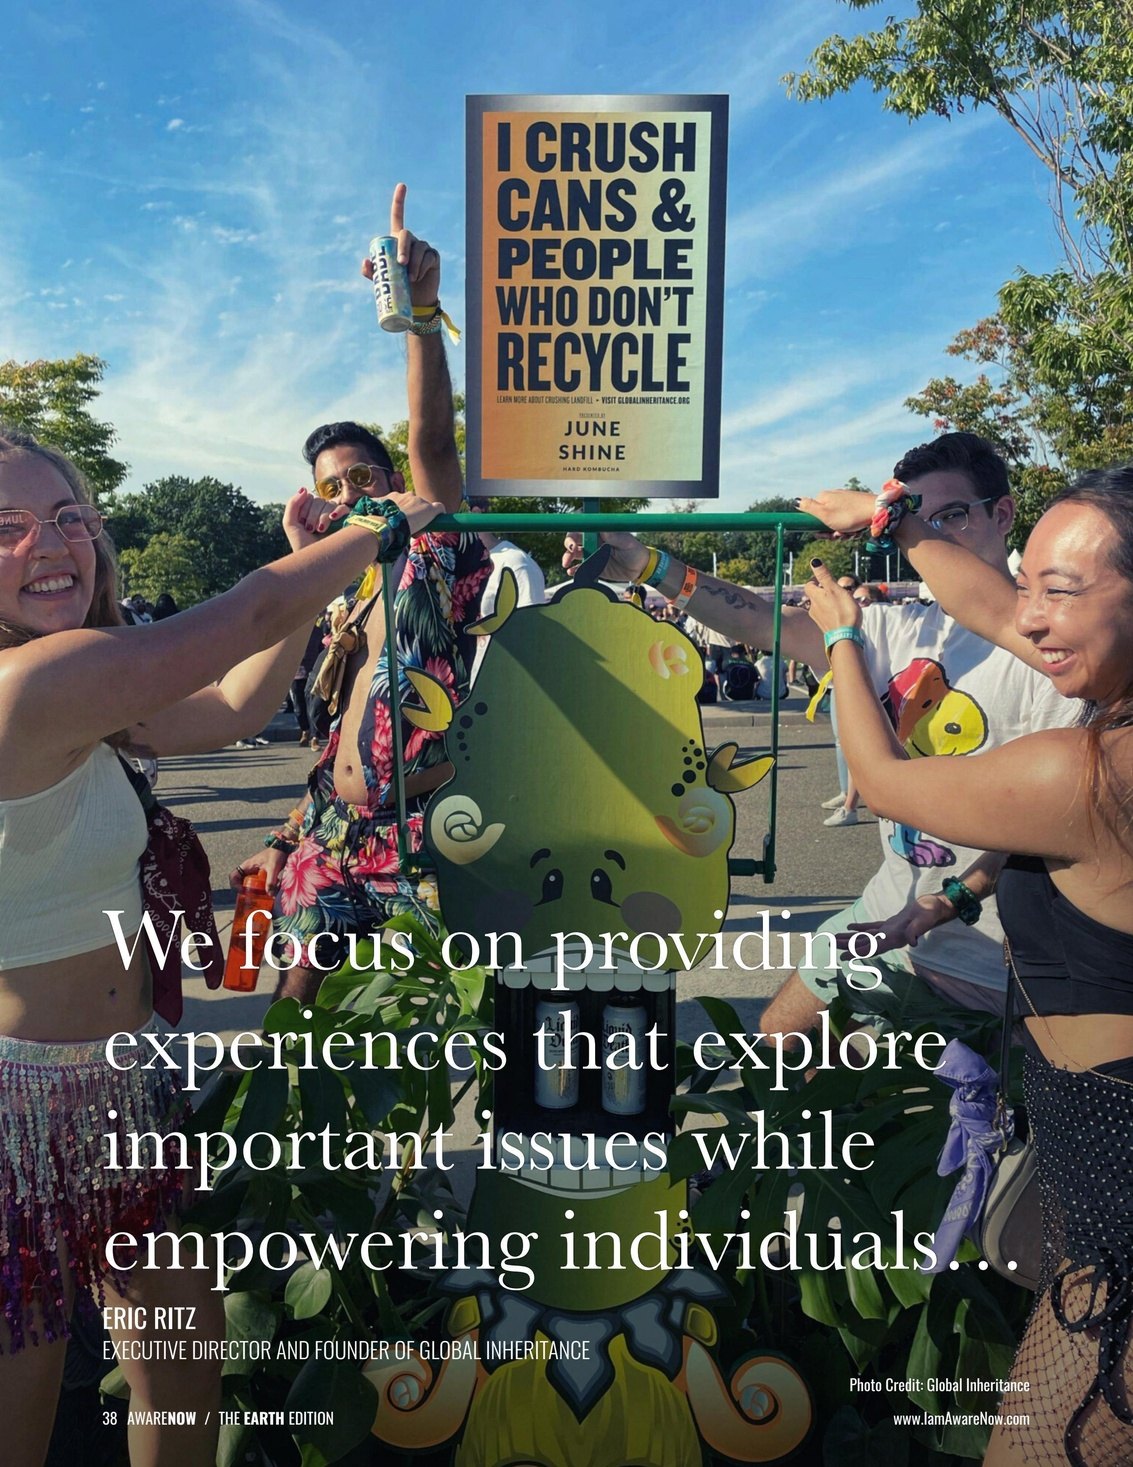 I CRUSH
CANS &
PEOPLE
WHO DON'T
RECYCLE
LEARN MORE ABOUT CRUSHING LANDFILL • VISIT GLOBALINHERITANCE.ORG
PRESENTED BY
JUNE
SHINE
HARD KOMBUCHA
BABE
JUNE
We focus on providing
experiences that explore
important issues while
empowering individuals…
ERIC RITZ
EXECUTIVE DIRECTOR AND FOUNDER OF GLOBAL INHERITANCE
Photo Credit: Global Inheritance
38 AWARENOW / THE EARTH EDITION
www.IamAwareNow.com